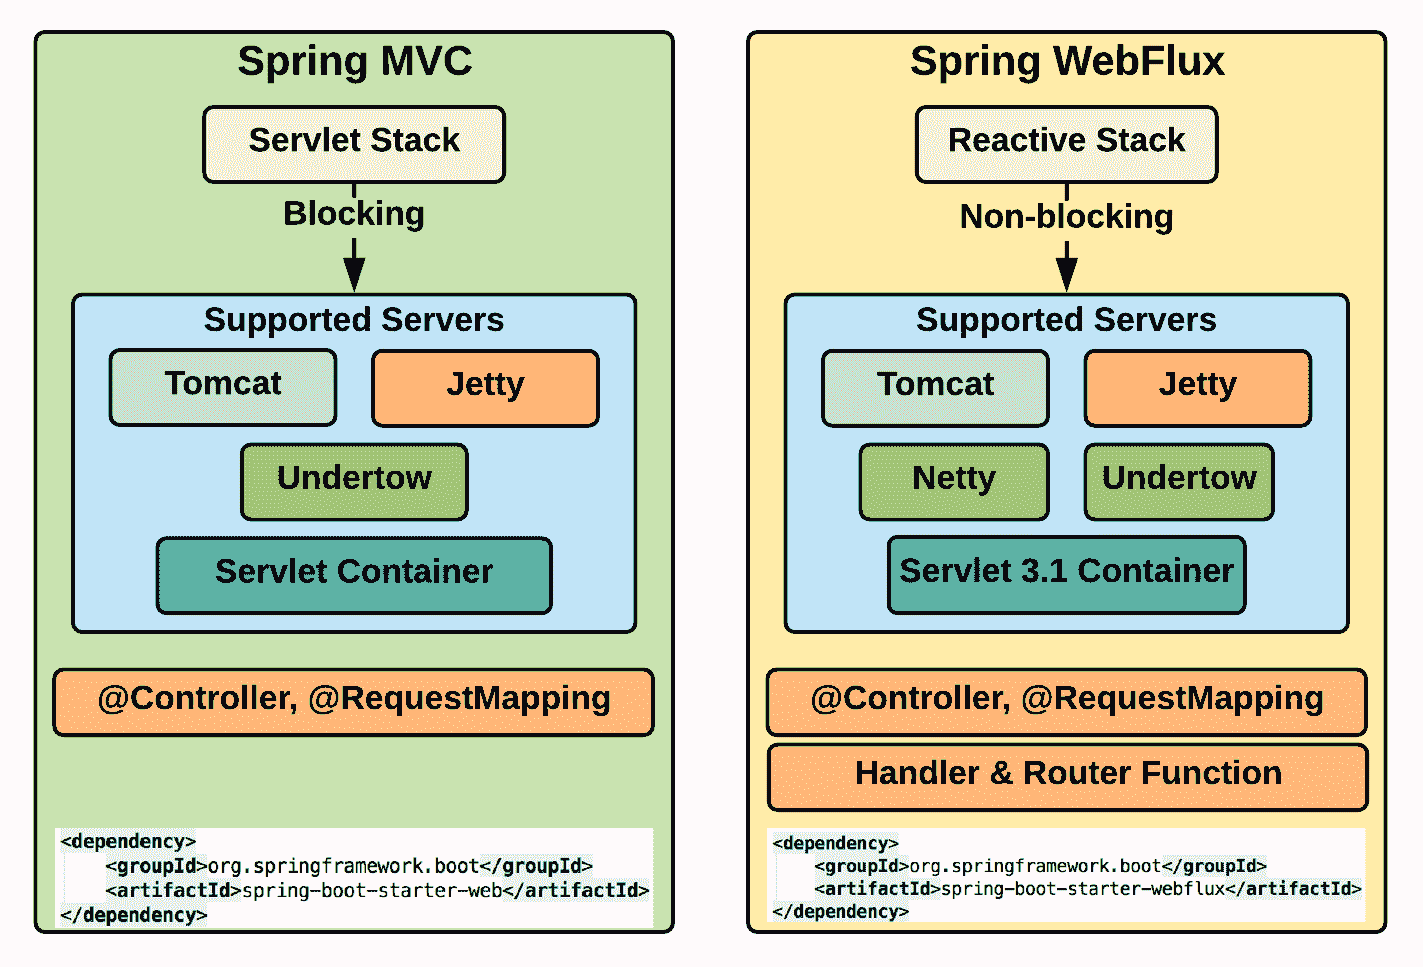 Spring MVC
Servlet Stack
Blocking
Supported Servers
Tomcat
Jetty
Undertow
Servlet Container
@Controller, @RequestMapping
<dependency>
<groupId>org.springframework.boot</groupId>
<artifactId>spring-boot-starter-web</artifactId>
</dependency>
Spring WebFlux
Reactive Stack
Non-blocking
Supported Servers
Tomcat
Jetty
Netty
Undertow
Servlet 3.1 Container
@Controller, @RequestMapping
Handler & Router Function
<dependency>
<groupId>org.springframework.boot</groupId>
<artifactId>spring-boot-starter-webflux</artifactId>
</dependency>